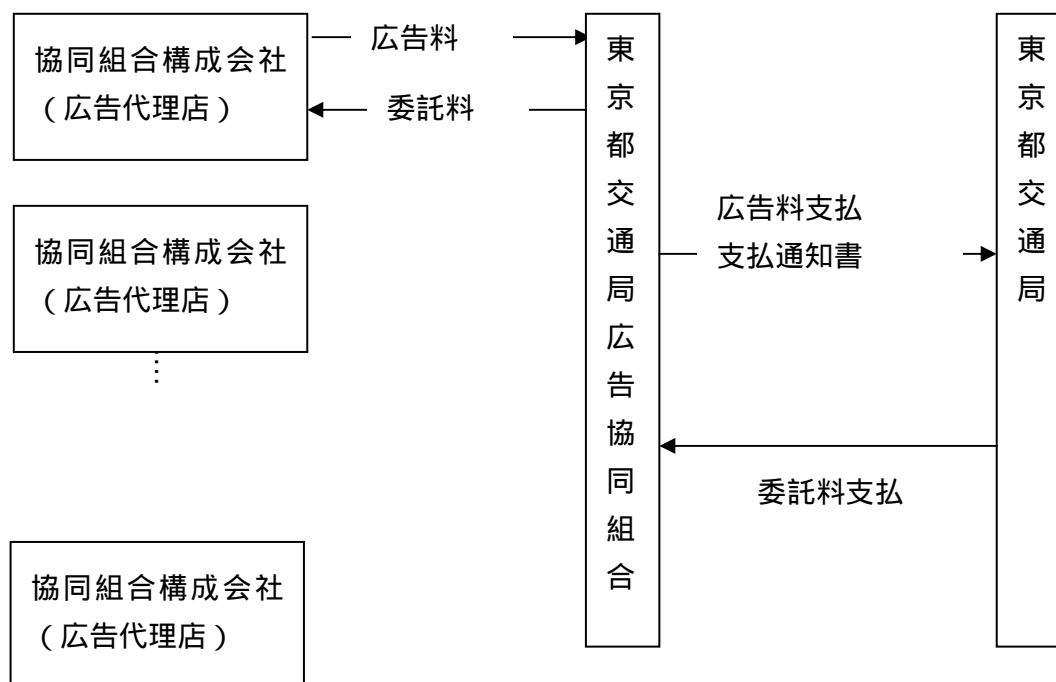 協同組合構成会社
（広告代理店）
広告料
委託料
協同組合構成会社
（広告代理店）
協同組合構成会社
（広告代理店）
東京都交通局広告協同組合
広告料支払
支払通知書
委託料支払
東京都交通局